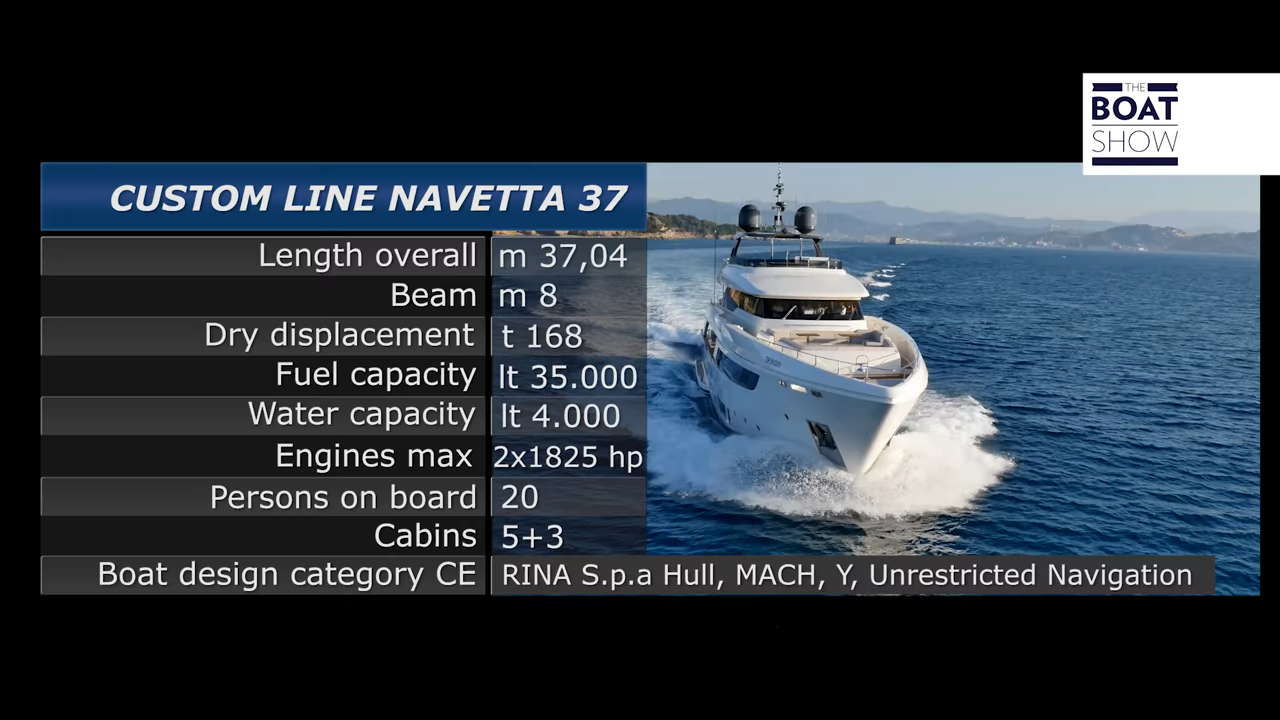 THE
BOAT
SHOW
CUSTOM LINE NAVETTA 37
Length overall m 37,04
Beam m 8
Dry displacement t 168
Fuel capacity lt 35.000
Water capacity lt 4.000
Engines max 2x1825 hp
Persons on board 20
Cabins 5+3
Boat design category CE RINA S.p.a Hull, MACH, Y, Unrestricted Navigation